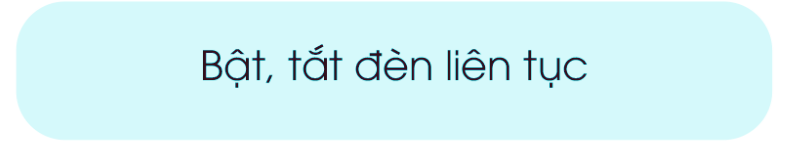 Bật, tắt đèn liên tục